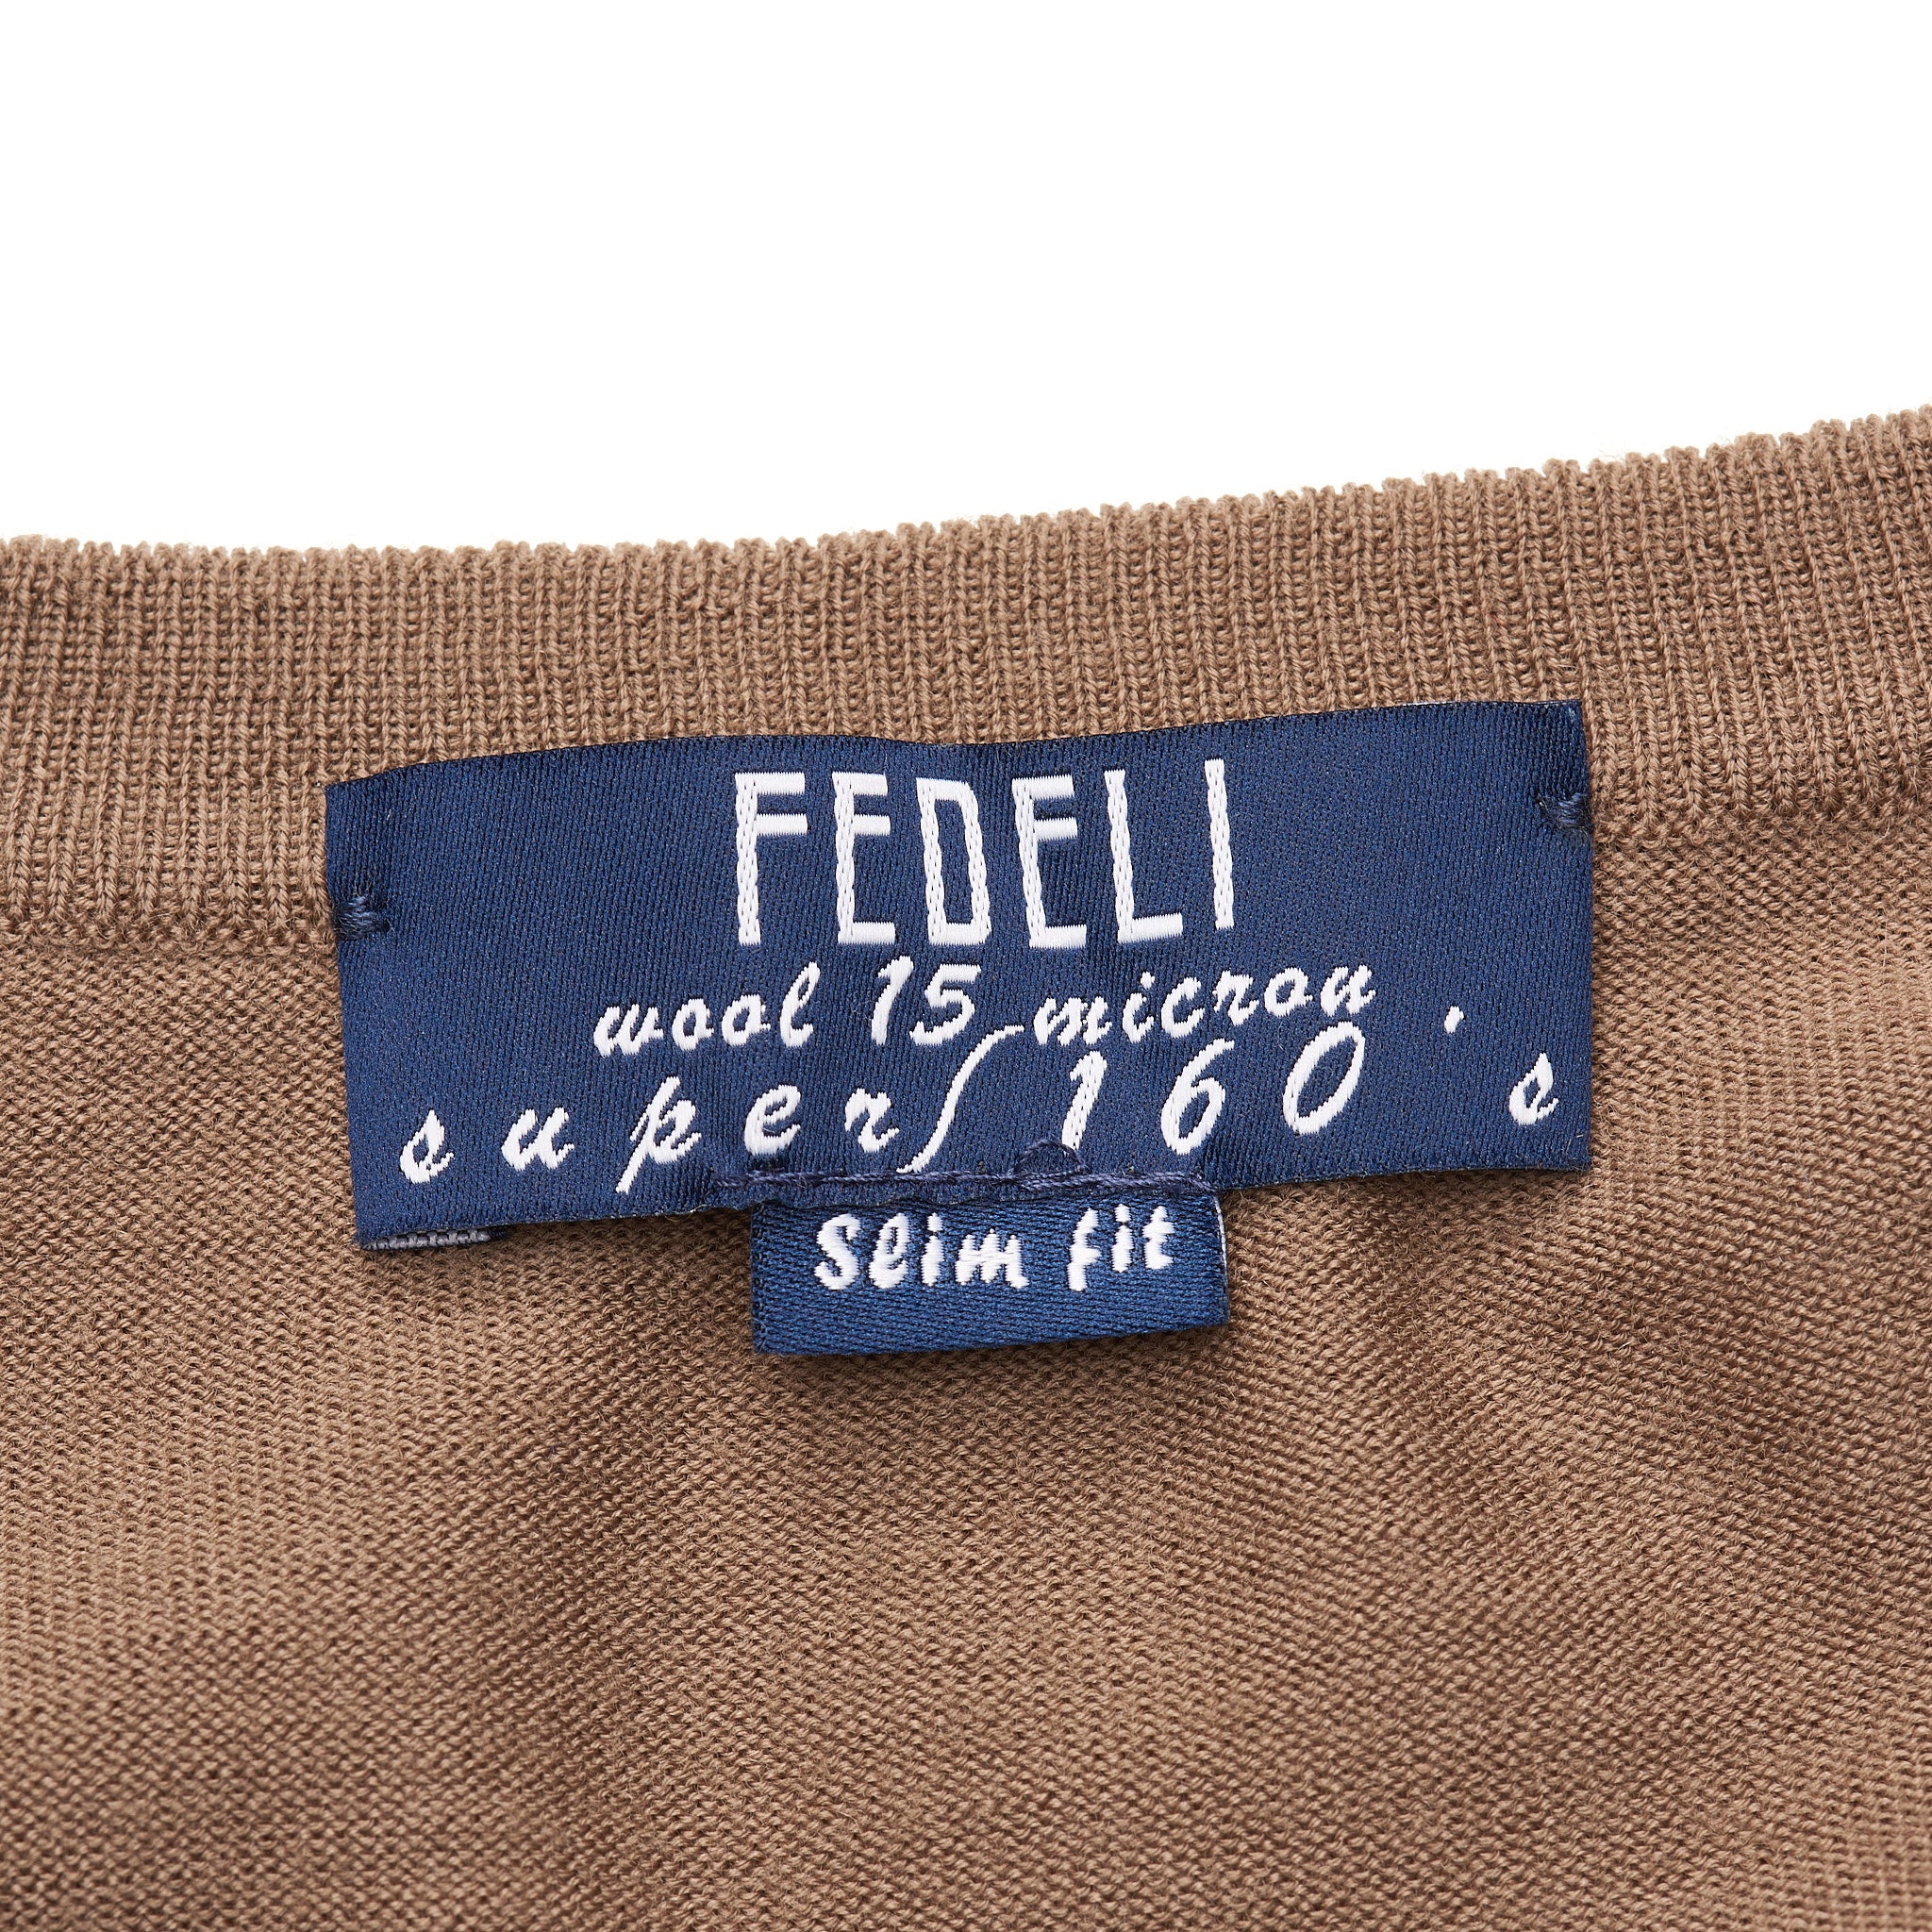 FEDELI
wool 15 micron
super 160's
Slim fit